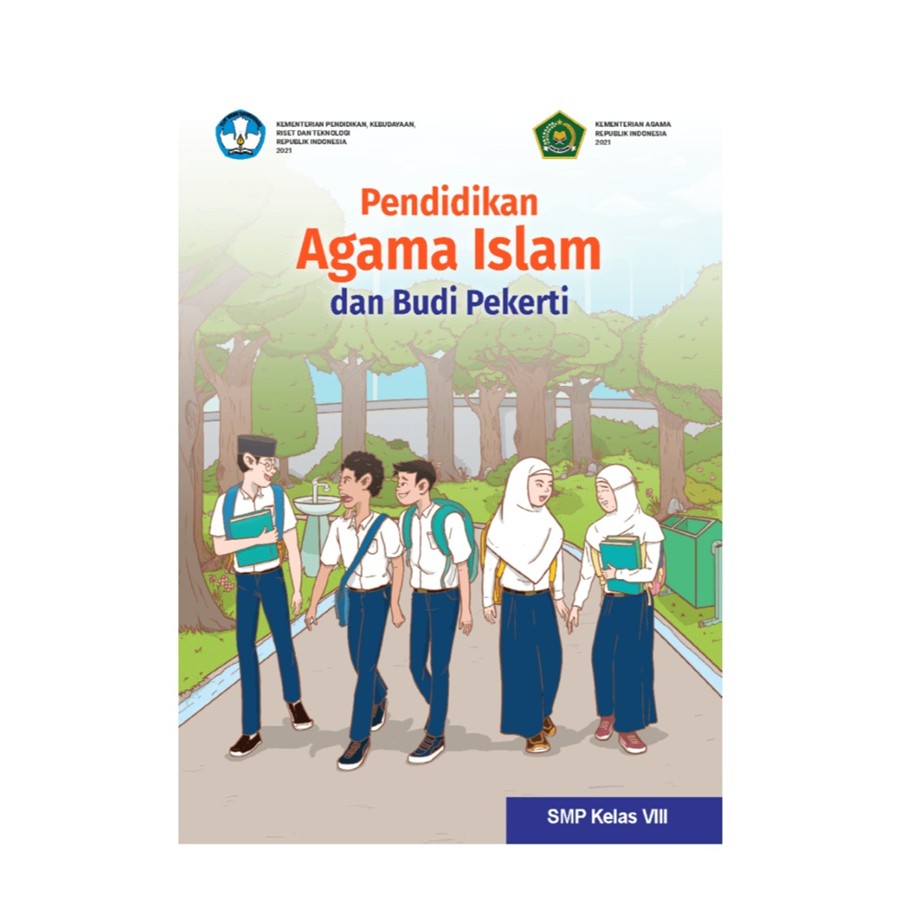 KEMENTERIAN PENDIDIKAN, KEBUDAYAAN,
RISET DAN TEKNOLOGI
REPUBLIK INDONESIA
2021
KEMENTERIAN AGAMA
REPUBLIK INDONESIA
2021
Pendidikan
Agama Islam
dan Budi Pekerti
SMP Kelas VIII